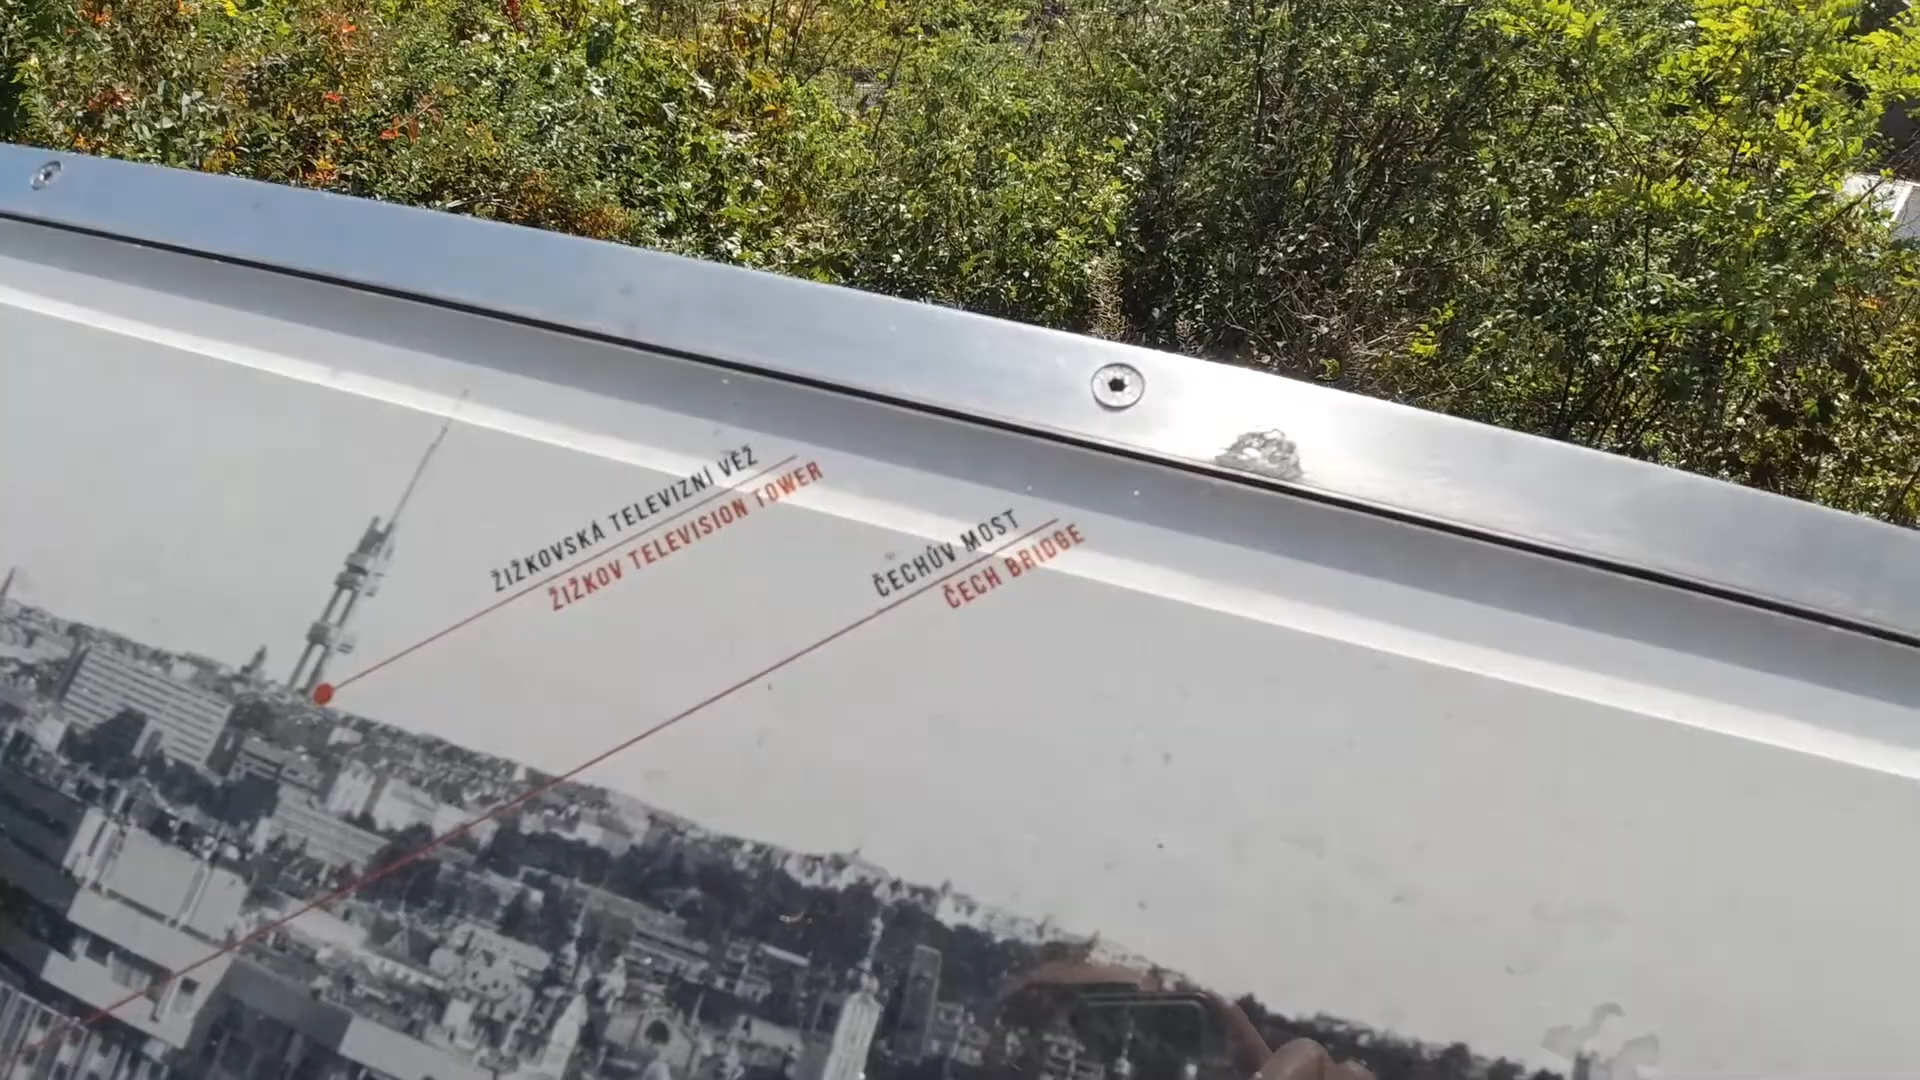 ŽIŽKOVSKÁ TELEVIZNÍ VĚŽ
ŽIŽKOV TELEVISION TOWER
ČECHŮV MOST
ČECH BRIDGE